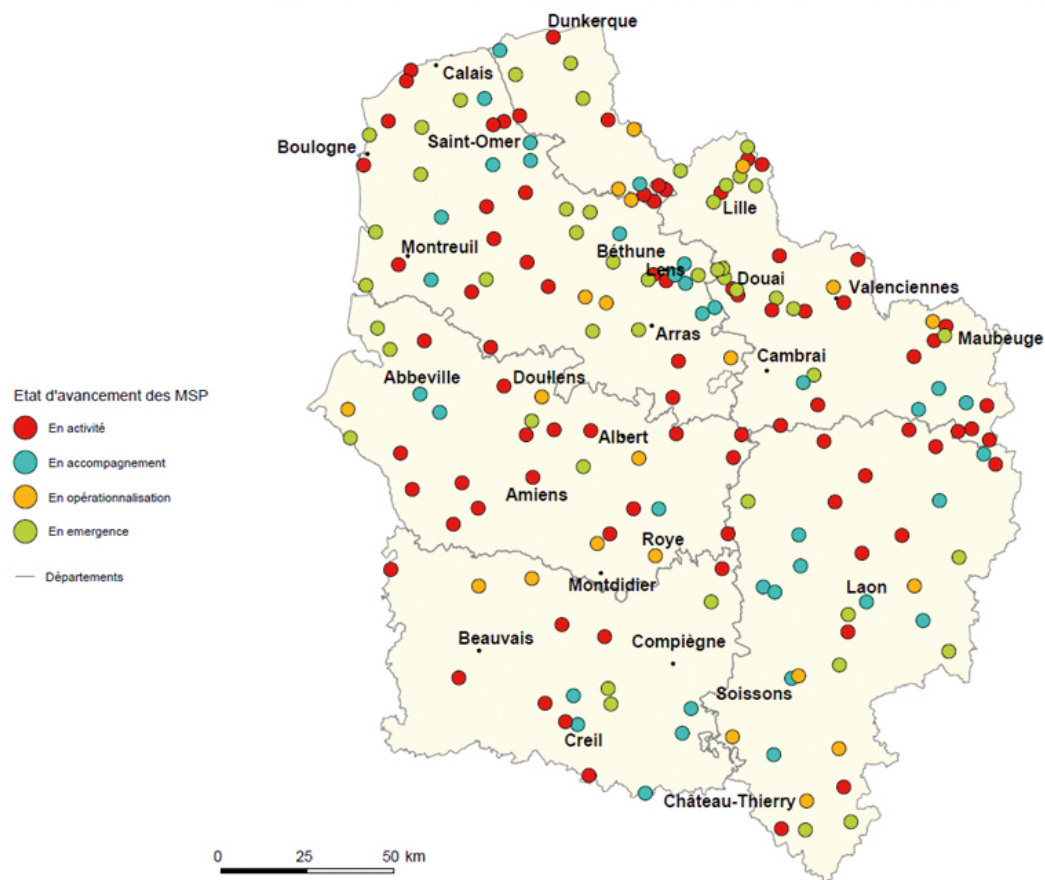 Dunkerque
Calais
Saint-Omer
Boulogne
Lille
Montreuil
Béthune
Lens
Douai
Valenciennes
Arras
Maubeuge
Cambrai
Abbeville
Doullens
Etat d'avancement des MSP
En activité
En accompagnement
En opérationnalisation
En emergence
Départements
Albert
Amiens
Roye
Montdidier
Laon
Beauvais
Compiègne
Soissons
Creil
Château-Thierry
0 25 50 km